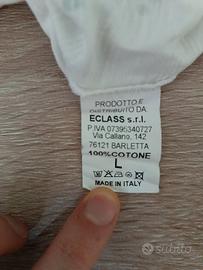 PRODOTTO E
DISTRIBUITO DA:
ECLASS s.r.l.
P.IVA 07395340727
Via Callano, 142
76121 BARLETTA
100% COTONE
L
MADE IN ITALY
subito